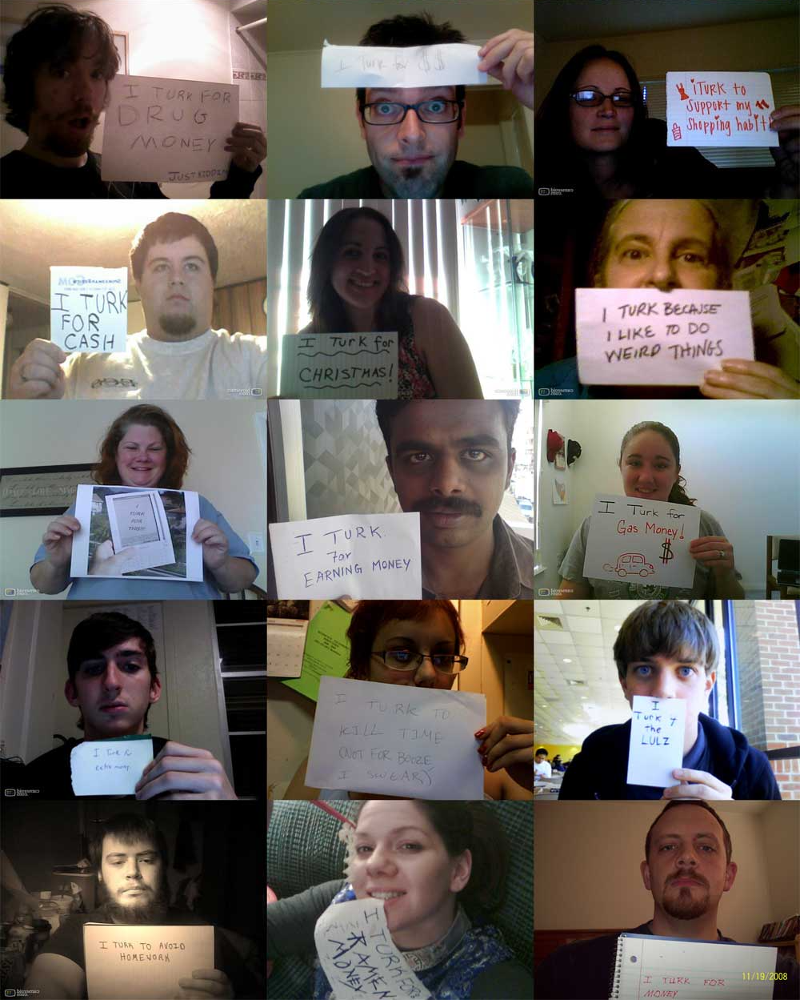 I TURK FOR
DRUG
MONEY
JUST KIDDIN
I Turk for $$
iTURK to
support my
Shopping habit!
I TURK
FOR
CASH
I Turk for
CHRISTMAS!
I TURK BECAUSE
I LIKE TO DO
WEIRD THINGS
I
TURK
FOR
I TURK.
For
EARNING MONEY
I Turk for
Gas Money!
$
I Turk
extra money
I TURK TO
KILL TIME
(NOT FOR BOOZE
I SWEAR)
I
Turk 4
the
LULZ
I TURK TO AVOID
HOMEWORK
I TURK FOR
RAMEN
MONEY
I TURK FOR
MONEY
11/19/2008